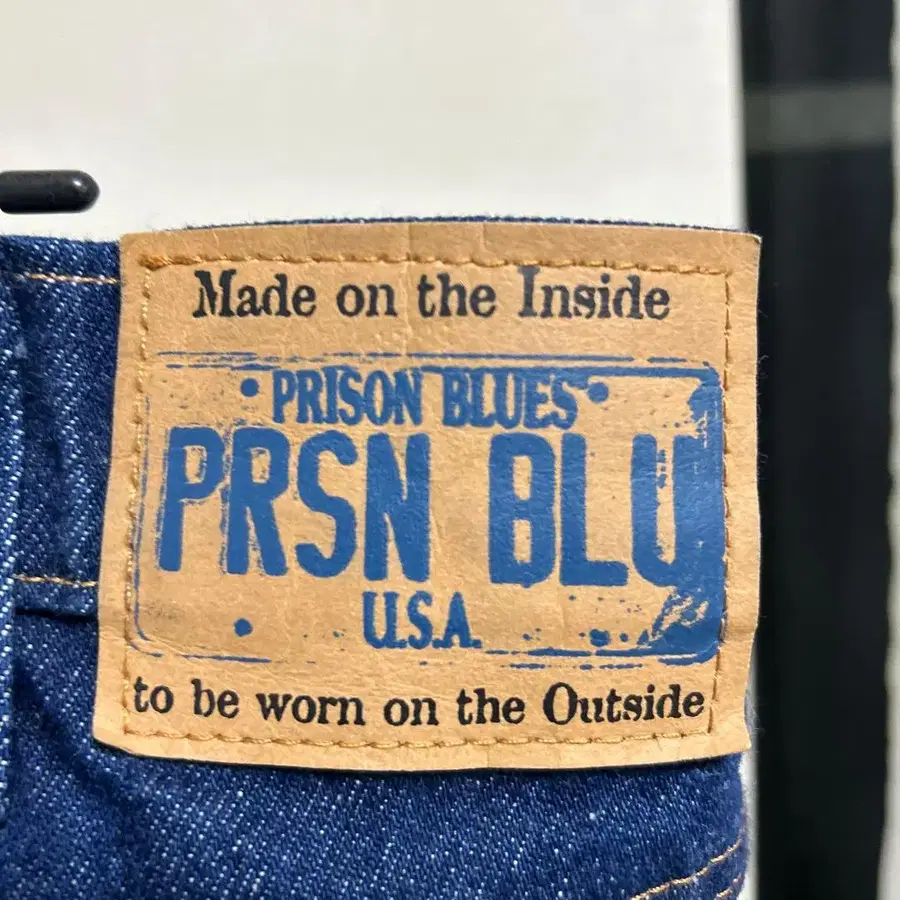 Made on the Inside
PRISON BLUES
PRSN BLU
U.S.A.
to be worn on the Outside